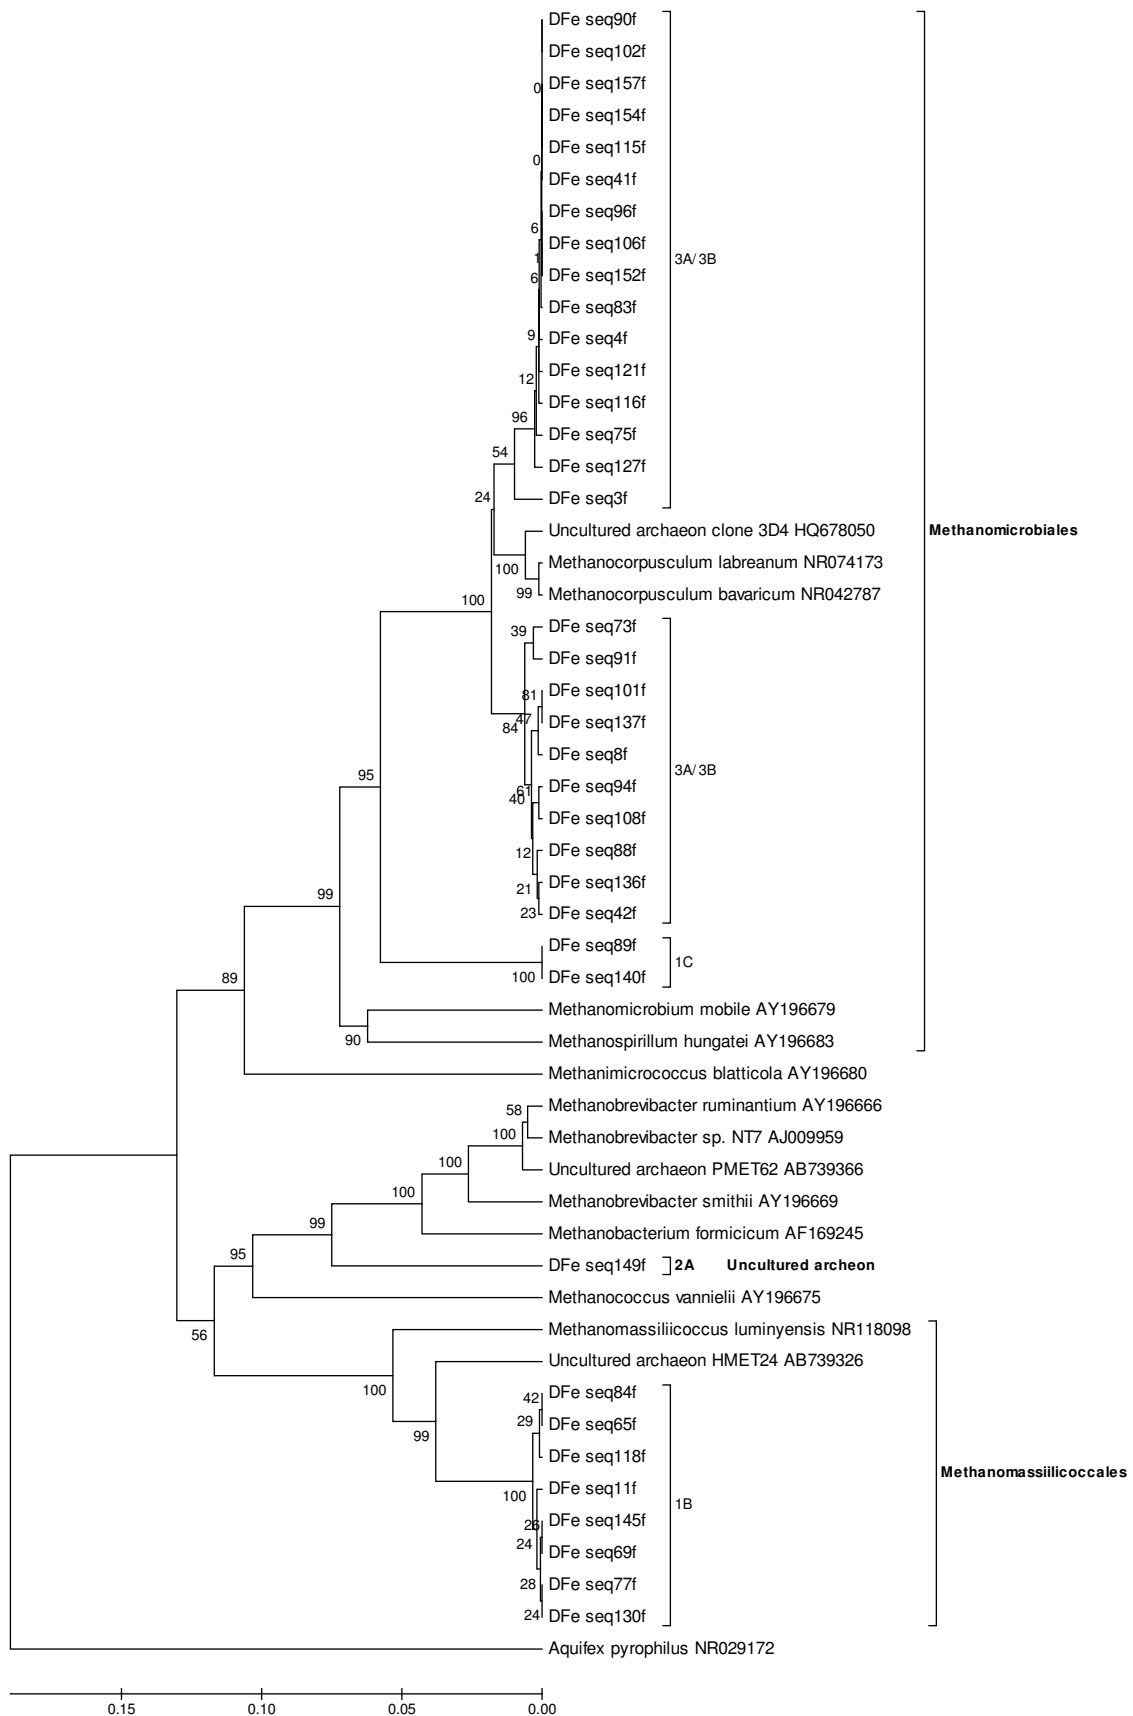 DFe seq90f
DFe seq102f
DFe seq157f
0
DFe seq154f
DFe seq115f
0
DFe seq41f
DFe seq96f
6
DFe seq106f
1
3A/3B
DFe seq152f
6
DFe seq83f
9
DFe seq4f
DFe seq121f
12
DFe seq116f
96
DFe seq75f
54
DFe seq127f
24
DFe seq3f
Uncultured archaeon clone 3D4 HQ678050
Methanomicrobiales
Methanocorpusculum labreanum NR074173
100
99
Methanocorpusculum bavaricum NR042787
100
39
DFe seq73f
DFe seq91f
81
DFe seq101f
47
DFe seq137f
84
DFe seq8f
3A/3B
95
DFe seq94f
61
40
DFe seq108f
12
DFe seq88f
21
DFe seq136f
99
23
DFe seq42f
DFe seq89f
1C
89
100
DFe seq140f
Methanomicrobium mobile AY196679
90
Methanospirillum hungatei AY196683
Methanimicrococcus blatticola AY196680
58
Methanobrevibacter ruminantium AY196666
100
Methanobrevibacter sp. NT7 AJ009959
100
Uncultured archaeon PMET62 AB739366
100
Methanobrevibacter smithii AY196669
99
Methanobacterium formicicum AF169245
95
DFe seq149f
2A
Uncultured archeon
Methanococcus vannielii AY196675
56
Methanomassiliicoccus luminyensis NR118098
Uncultured archaeon HMET24 AB739326
100
42
DFe seq84f
29
DFe seq65f
99
DFe seq118f
Methanomassiilicoccales
100
DFe seq11f
1B
26
DFe seq145f
24
DFe seq69f
28
DFe seq77f
24
DFe seq130f
Aquifex pyrophilus NR029172
0.15
0.10
0.05
0.00